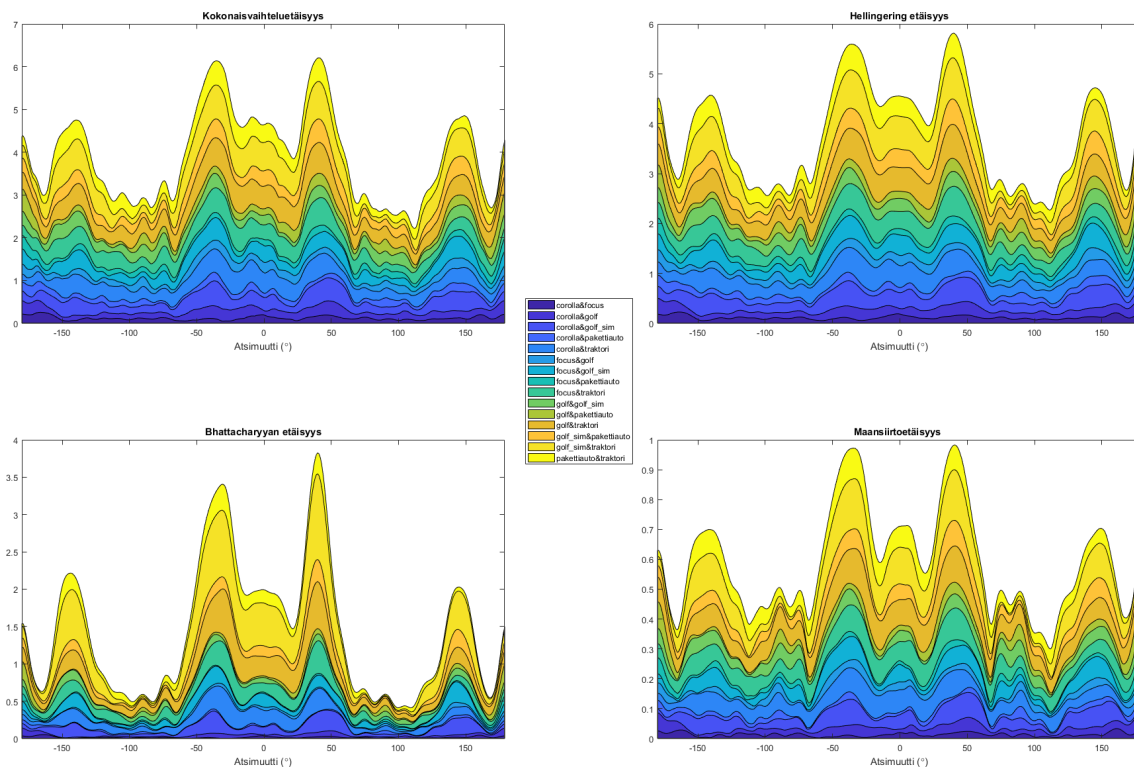 Kokonaisvaihteluetäisyys
7
6
5
4
3
2
1
0
-150 -100 -50 0 50 100 150
Atsimuutti (°)
Hellingering etäisyys
6
5
4
3
2
1
0
-150 -100 -50 0 50 100 150
Atsimuutti (°)
corolla&focus
corolla&golf
corolla&golf_sim
corolla&pakettiauto
corolla&traktori
focus&golf
focus&golf_sim
focus&pakettiauto
focus&traktori
golf&golf_sim
golf&pakettiauto
golf&traktori
golf_sim&pakettiauto
golf_sim&traktori
pakettiauto&traktori
Bhattacharyyan etäisyys
4
3.5
3
2.5
2
1.5
1
0.5
0
-150 -100 -50 0 50 100 150
Atsimuutti (°)
Maansiirtoetäisyys
1
0.9
0.8
0.7
0.6
0.5
0.4
0.3
0.2
0.1
0
-150 -100 -50 0 50 100 150
Atsimuutti (°)